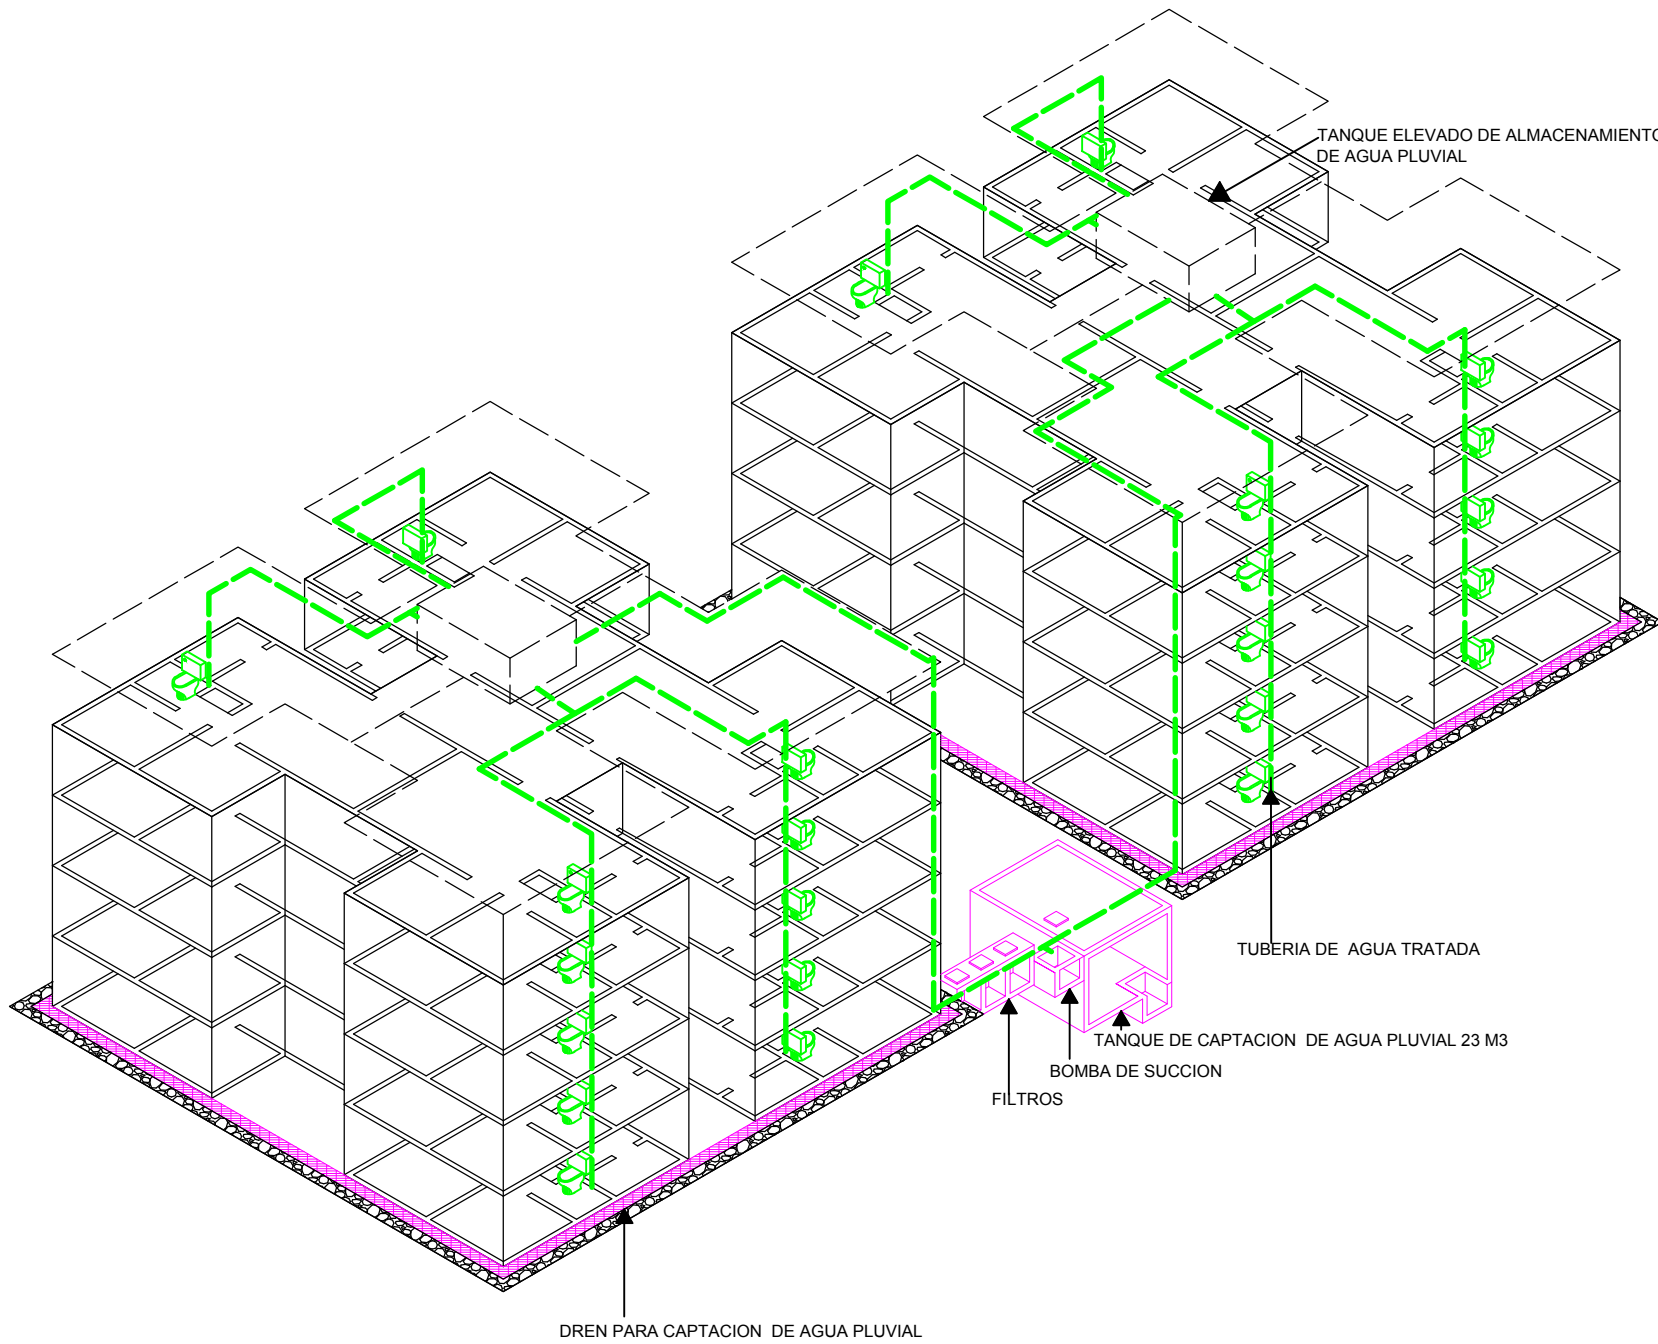 TANQUE ELEVADO DE ALMACENAMIENTO
DE AGUA PLUVIAL
TUBERIA DE AGUA TRATADA
TANQUE DE CAPTACION DE AGUA PLUVIAL 23 M3
BOMBA DE SUCCION
FILTROS
DREN PARA CAPTACION DE AGUA PLUVIAL